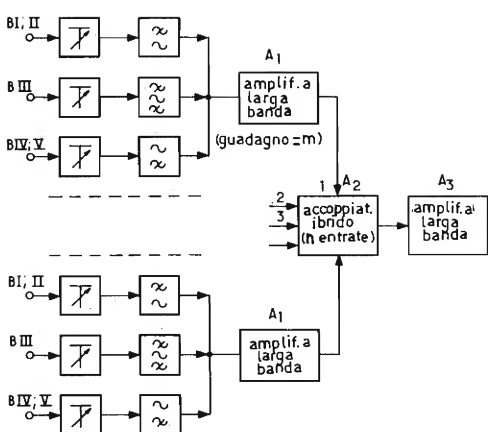 BI; II
B III
BIV; V
A1
amplif. a
larga
banda
(guadagno = m)
2
3
1 A2
accoppiat.
ibrido
(n entrate)
A3
amplif. a
larga
banda
BI; II
B III
BIV; V
A1
amplif. a
larga
banda